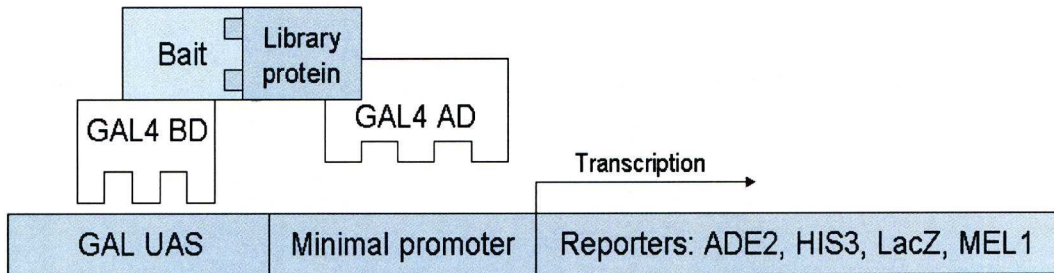 Bait
Library
protein
GAL4 BD
GAL4 AD
Transcription
GAL UAS
Minimal promoter
Reporters: ADE2, HIS3, LacZ, MEL1